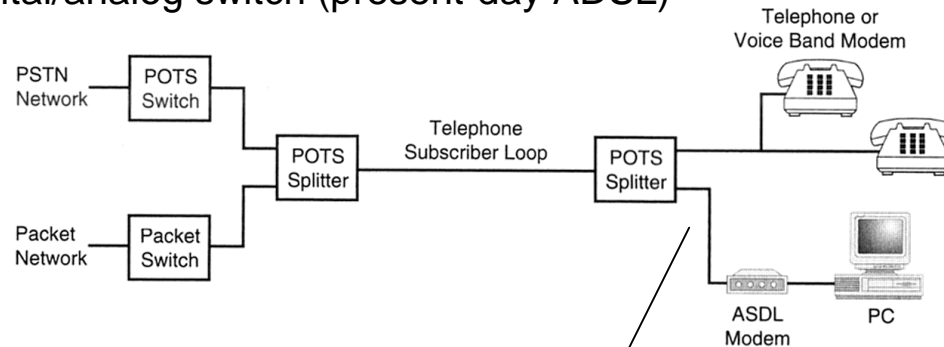 ital/analog switch (present-day ADSL)
Telephone or
Voice Band Modem
PSTN
Network
POTS
Switch
Telephone
Subscriber Loop
POTS
Splitter
POTS
Splitter
Packet
Network
Packet
Switch
ASDL
Modem
PC